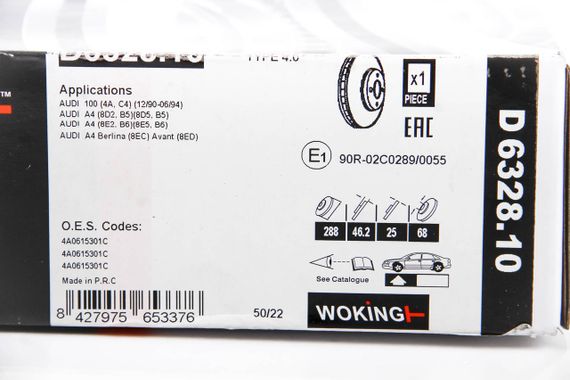 TYPE 4.0
Applications
AUDI 100 (4A, C4) (12/90-06/94)
AUDI A4 (8D2, B5)(8D5, B5)
AUDI A4 (8E2, B6)(8E5, B6)
AUDI A4 Berlina (8EC) Avant (8ED)
x1
PIECE
EAC
E1 90R-02C0289/0055
D 6328.10
288 46.2 25 68
O.E.S. Codes:
4A0615301C
4A0615301C
4A0615301C
Made in P.R.C
See Catalogue
8 427975 653376
50/22
WOKING
TM